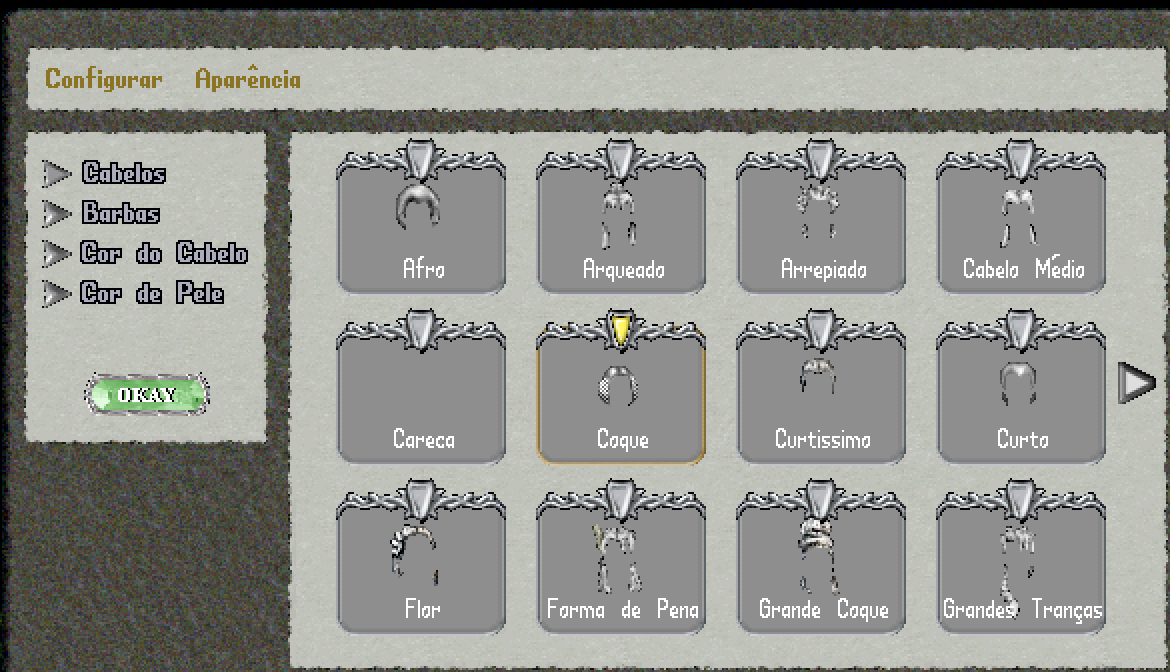 Configurar Aparência
Cabelos
Barbas
Cor do Cabelo
Cor de Pele
OKAY
Afro
Arqueado
Arrepiado
Cabelo Médio
Careca
Coque
Curtissimo
Curto
Flor
Forma de Pena
Grande Coque
Grandes Tranças